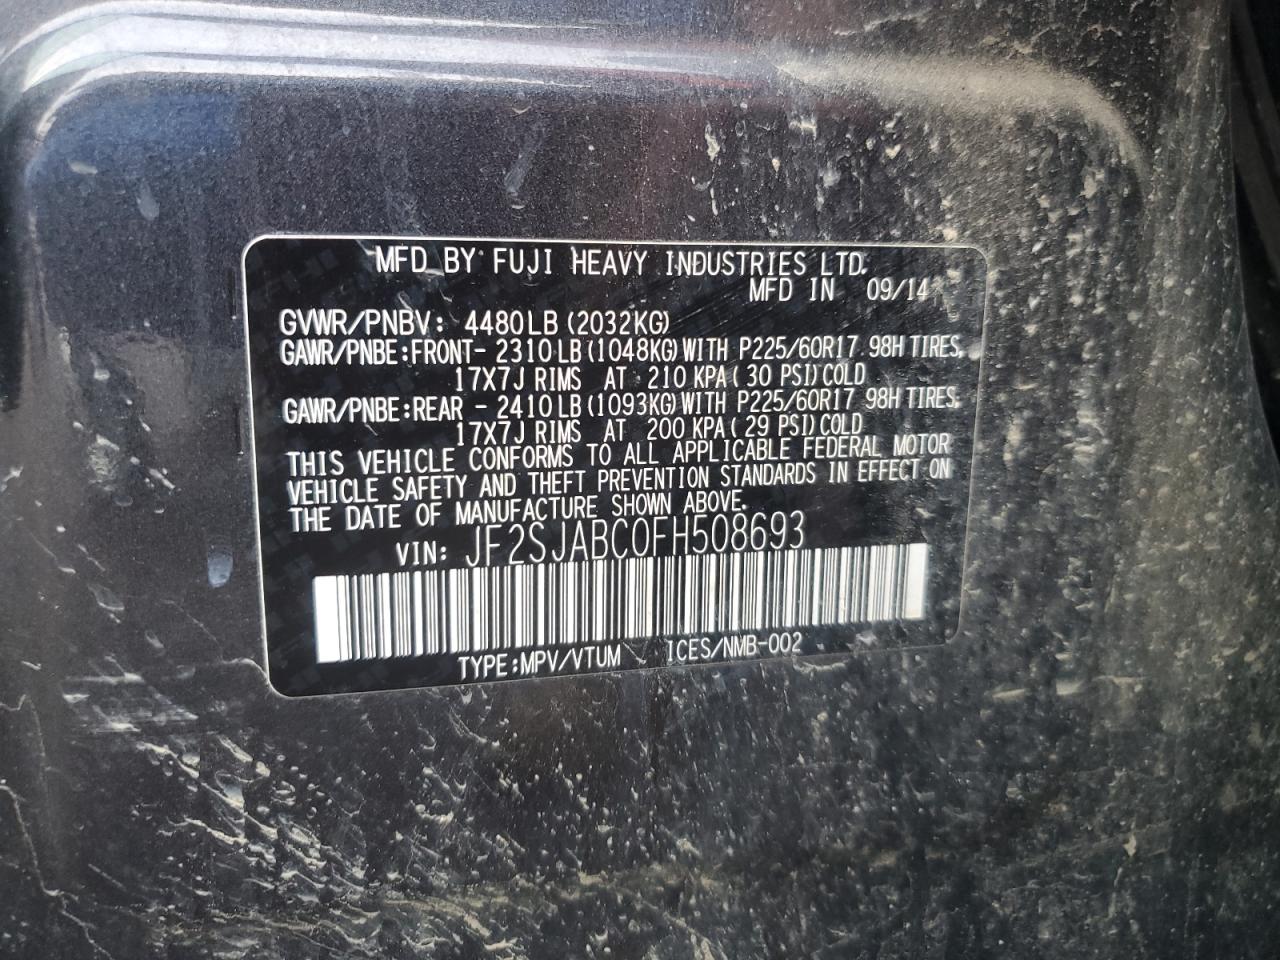 MFD BY FUJI HEAVY INDUSTRIES LTD.
MFD IN 09/14
GVWR/PNBV: 4480LB (2032KG)
GAWR/PNBE:FRONT- 2310 LB(1048KG)WITH P225/60R17 98H TIRES,
17X7J RIMS AT 210 KPA( 30 PSI)COLD
GAWR/PNBE:REAR - 2410 LB(1093KG)WITH P225/60R17 98H TIRES,
17X7J RIMS AT 200 KPA( 29 PSI)COLD
THIS VEHICLE CONFORMS TO ALL APPLICABLE FEDERAL MOTOR
VEHICLE SAFETY AND THEFT PREVENTION STANDARDS IN EFFECT ON
THE DATE OF MANUFACTURE SHOWN ABOVE.
VIN: JF2SJABC0FH508693
TYPE:MPV/VTUM ICES/NMB-002